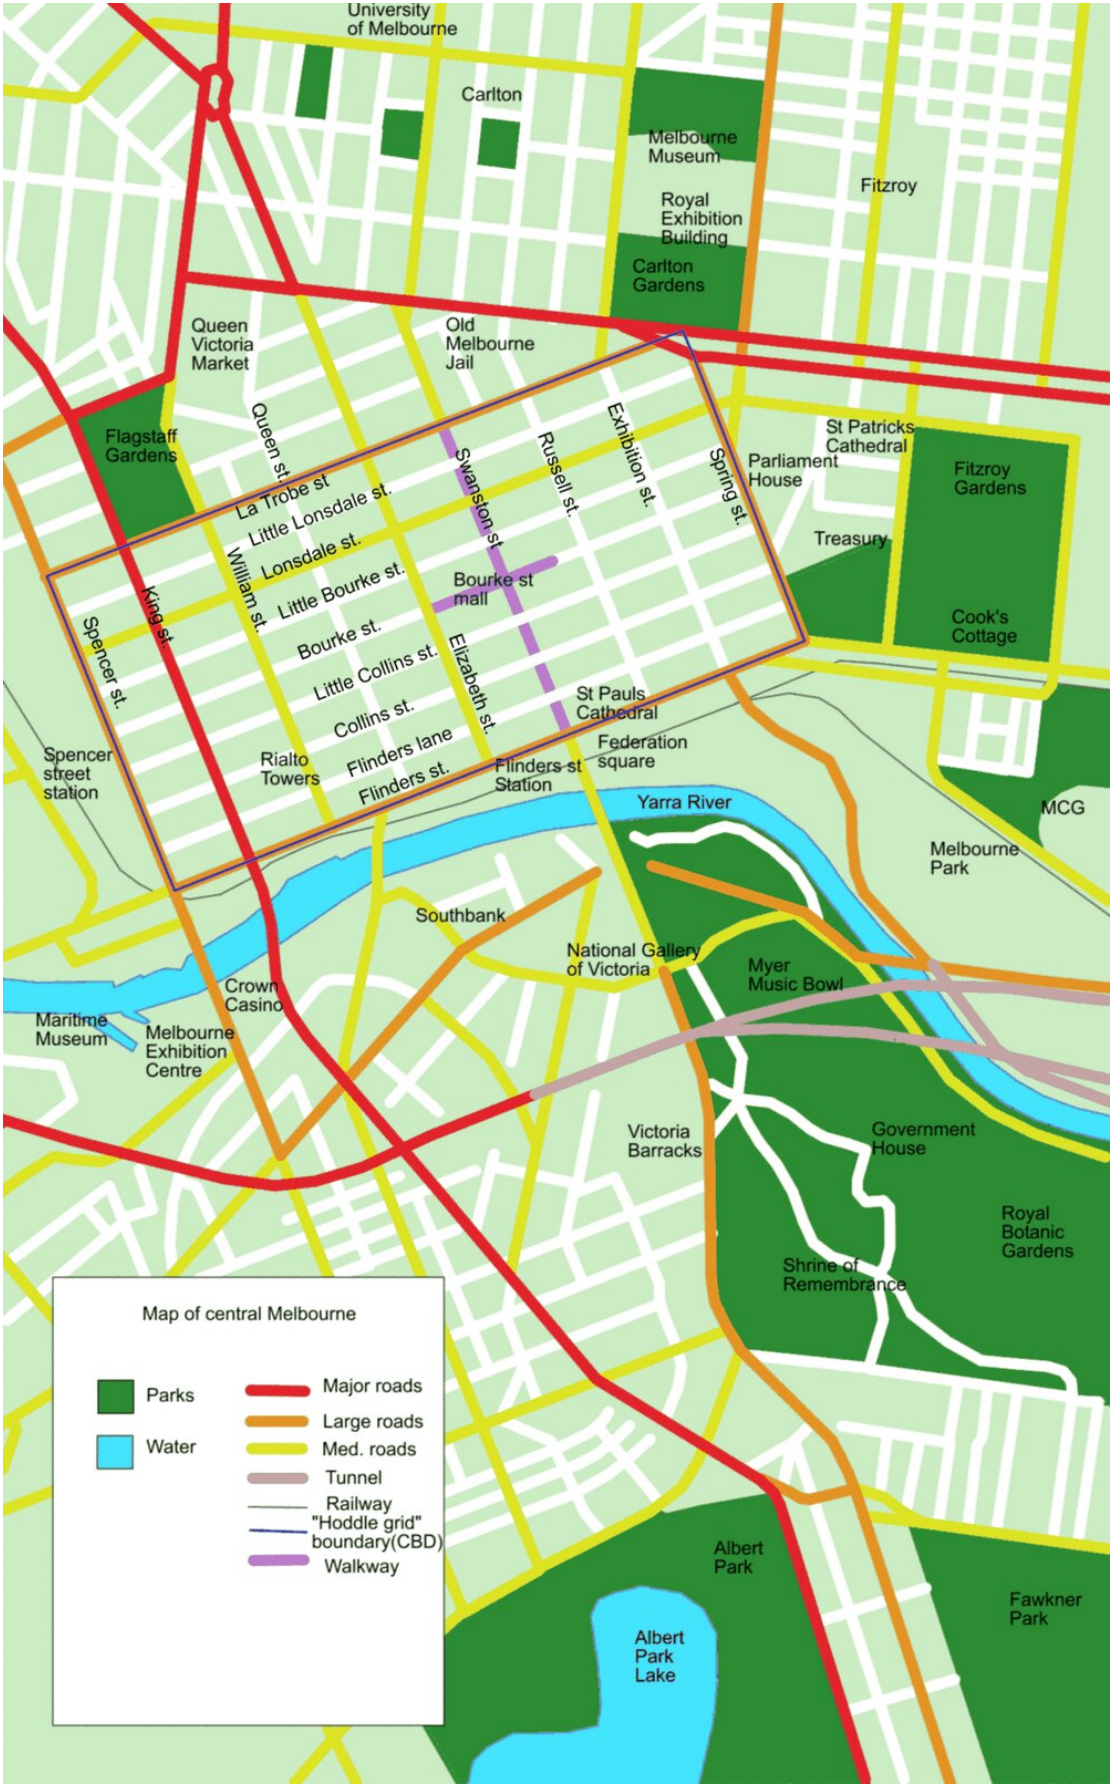 University
of Melbourne
Carlton
Melbourne
Museum
Fitzroy
Royal
Exhibition
Building
Carlton
Gardens
Queen
Victoria
Market
Old
Melbourne
Jail
Flagstaff
Gardens
Queen st.
Exhibition st.
Russell st.
Swanston st
Spring st.
St Patricks
Cathedral
Parliament
House
Fitzroy
Gardens
La Trobe st
Little Lonsdale st.
Lonsdale st.
Treasury
William st.
King st.
Little Bourke st.
Bourke st
mall
Bourke st.
Cook's
Cottage
Spencer st.
Little Collins st.
Elizabeth st.
Collins st.
St Pauls
Cathedral
Flinders lane
Flinders st.
Federation
square
Spencer
street
station
Rialto
Towers
Flinders st
Station
Yarra River
MCG
Melbourne
Park
Southbank
National Gallery
of Victoria
Myer
Music Bowl
Crown
Casino
Maritime
Museum
Melbourne
Exhibition
Centre
Victoria
Barracks
Government
House
Royal
Botanic
Gardens
Shrine of
Remembrance
Map of central Melbourne
Parks
Water
Major roads
Large roads
Med. roads
Tunnel
Railway
"Hoddle grid"
boundary(CBD)
Walkway
Albert
Park
Fawkner
Park
Albert
Park
Lake